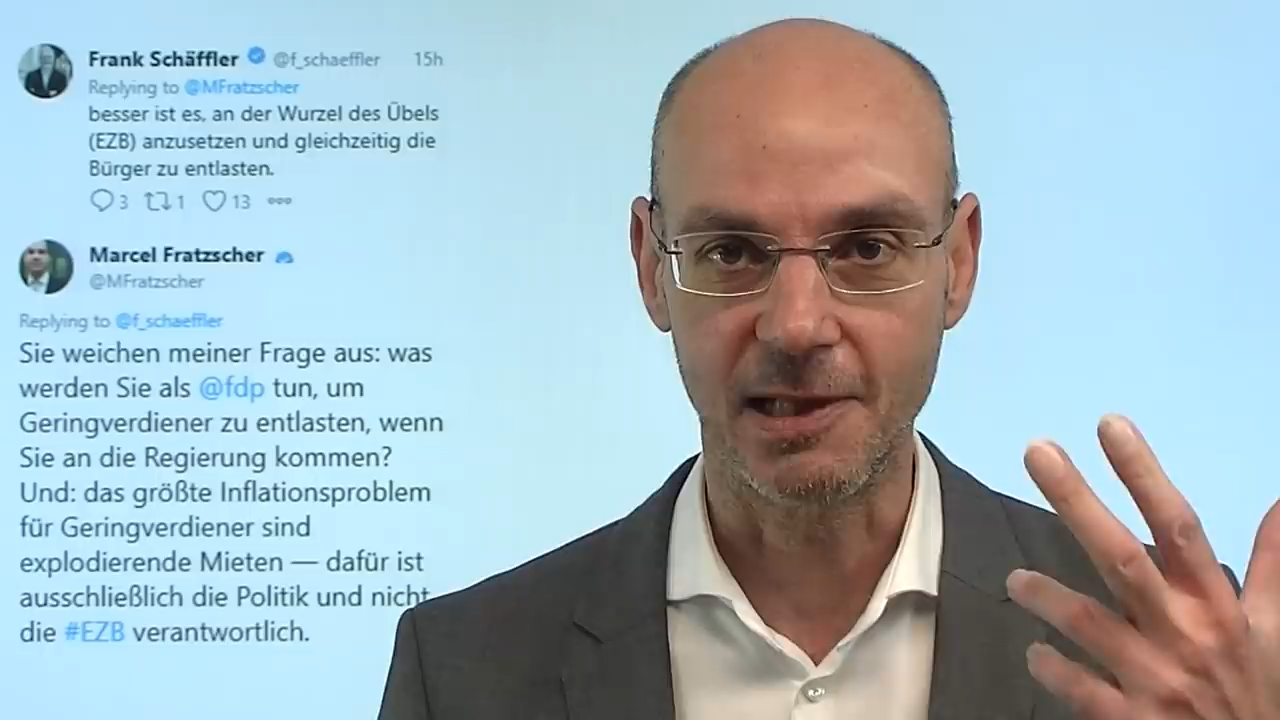 Frank Schäffler @f_schaeffler 15h
Replying to @MFratzscher
besser ist es, an der Wurzel des Übels
(EZB) anzusetzen und gleichzeitig die
Bürger zu entlasten.
3 1 13
Marcel Fratzscher
@MFratzscher
Replying to @f_schaeffler
Sie weichen meiner Frage aus: was
werden Sie als @fdp tun, um
Geringverdiener zu entlasten, wenn
Sie an die Regierung kommen?
Und: das größte Inflationsproblem
für Geringverdiener sind
explodierende Mieten — dafür ist
ausschließlich die Politik und nicht
die #EZB verantwortlich.